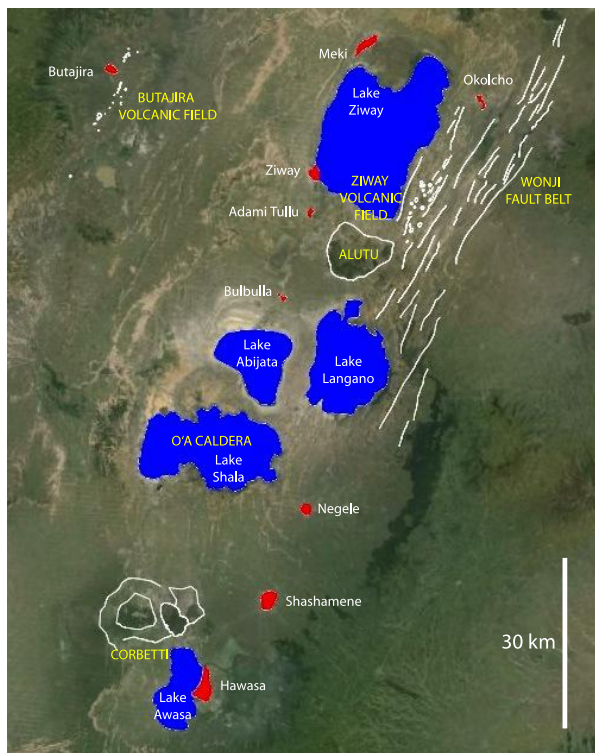 Meki
Butajira
Okolcho
BUTAJIRA
VOLCANIC FIELD
Lake
Ziway
Ziway
ZIWAY
VOLCANIC
FIELD
WONJI
FAULT BELT
Adami Tullu
ALUTU
Bulbulla
Lake
Abijata
Lake
Langano
O'A CALDERA
Lake
Shala
Negele
Shashamene
30 km
CORBETTI
Hawasa
Lake
Awasa